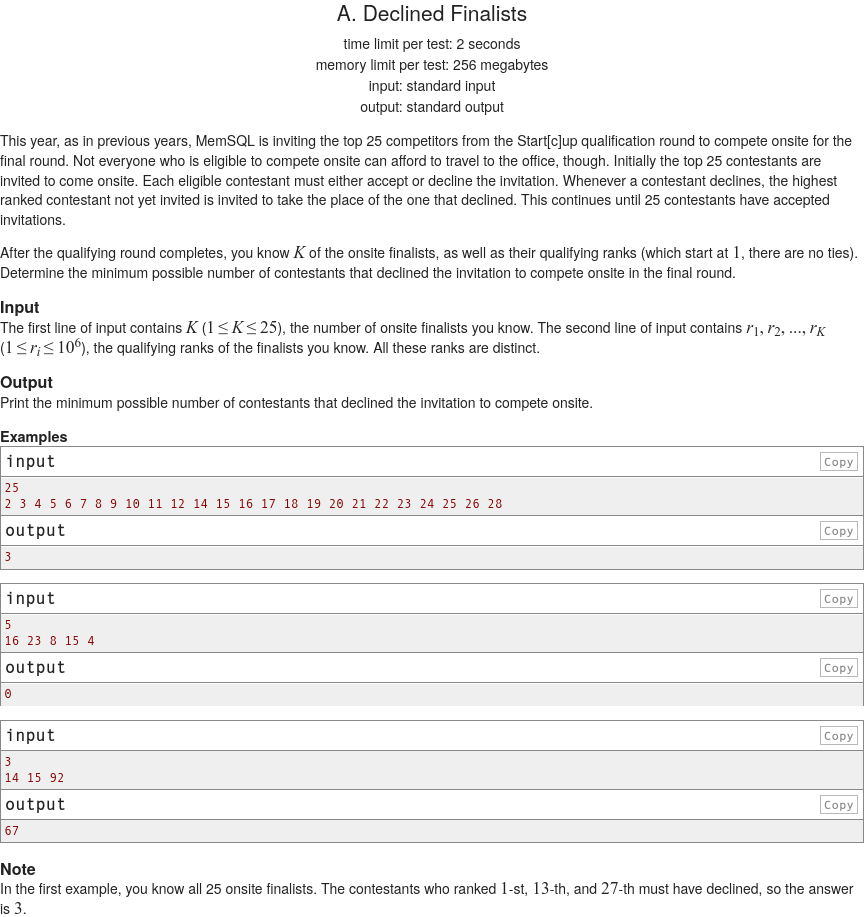 A. Declined Finalists
time limit per test: 2 seconds
memory limit per test: 256 megabytes
input: standard input
output: standard output
This year, as in previous years, MemSQL is inviting the top 25 competitors from the Start[c]up qualification round to compete onsite for the
final round. Not everyone who is eligible to compete onsite can afford to travel to the office, though. Initially the top 25 contestants are
invited to come onsite. Each eligible contestant must either accept or decline the invitation. Whenever a contestant declines, the highest
ranked contestant not yet invited is invited to take the place of the one that declined. This continues until 25 contestants have accepted
invitations.
After the qualifying round completes, you know K of the onsite finalists, as well as their qualifying ranks (which start at 1, there are no ties).
Determine the minimum possible number of contestants that declined the invitation to compete onsite in the final round.
Input
The first line of input contains K (1 ≤ K ≤ 25), the number of onsite finalists you know. The second line of input contains r₁, r₂, ..., r_K
(1 ≤ rᵢ ≤ 10⁶), the qualifying ranks of the finalists you know. All these ranks are distinct.
Output
Print the minimum possible number of contestants that declined the invitation to compete onsite.
Examples
input Copy
25
2 3 4 5 6 7 8 9 10 11 12 14 15 16 17 18 19 20 21 22 23 24 25 26 28
output Copy
3
input Copy
5
16 23 8 15 4
output Copy
0
input Copy
3
14 15 92
output Copy
67
Note
In the first example, you know all 25 onsite finalists. The contestants who ranked 1-st, 13-th, and 27-th must have declined, so the answer
is 3.